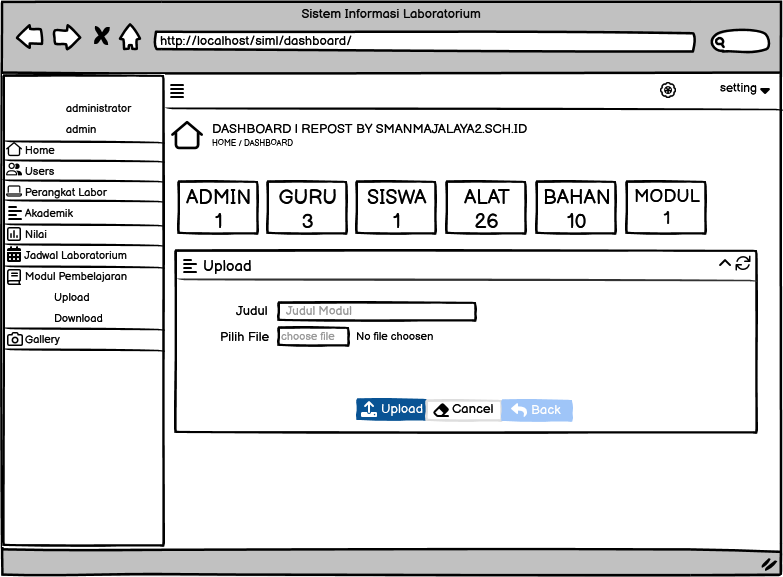 Sistem Informasi Laboratorium
http://localhost/siml/dashboard/
setting
administrator
admin
Home
Users
Perangkat Labor
Akademik
Nilai
Jadwal Laboratorium
Modul Pembelajaran
Upload
Download
Gallery
DASHBOARD | REPOST BY SMANMAJALAYA2.SCH.ID
HOME / DASHBOARD
ADMIN
1
GURU
3
SISWA
1
ALAT
26
BAHAN
10
MODUL
1
Upload
Judul Judul Modul
Pilih File choose file No file choosen
Upload Cancel Back